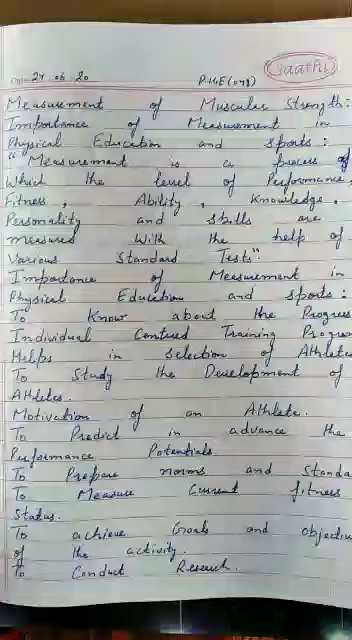 Date 24 06 20 P.H.E(048) Saathi
Measurement of Muscular Strength:
Importance of Measurement in
Physical Education and sports:
"Measurement is a process of
Which the level of Performance,
Fitness, Ability, Knowledge,
Personality and skills are
measured With the help of
Various Standard Tests".
Importance of Measurement in
Physical Education and sports:
To Know about the Progress
Individual Centred Training Progra
Helps in selection of Athletes
To Study the Development of
Athletes.
Motivation of an Athlete.
To Predict in advance the
Performance Potentials
To Prepare norms and Standa
To Measure Current fitness
Status.
To achieve Goals and objectiv
of the activity.
To Conduct Research.